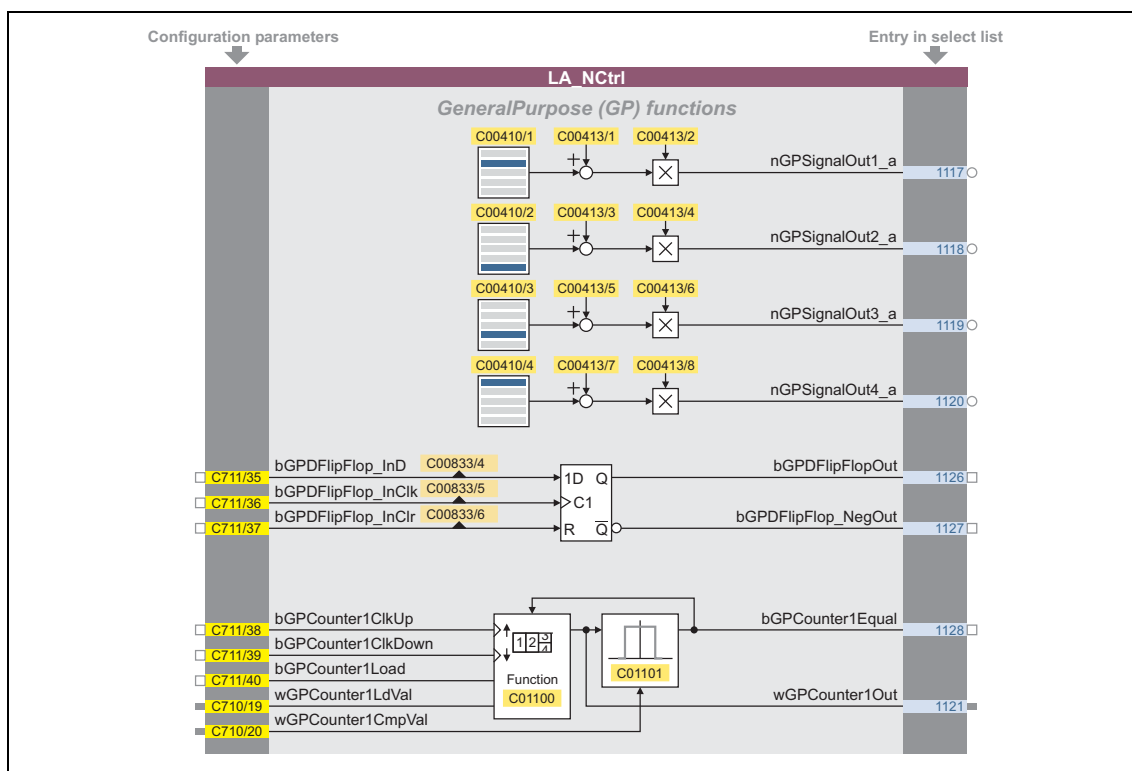 Configuration parameters Entry in select list
LA_NCtrl
GeneralPurpose (GP) functions
C00410/1 C00413/1 C00413/2
+ × nGPSignalOut1_a 1117
C00410/2 C00413/3 C00413/4
+ × nGPSignalOut2_a 1118
C00410/3 C00413/5 C00413/6
+ × nGPSignalOut3_a 1119
C00410/4 C00413/7 C00413/8
+ × nGPSignalOut4_a 1120
C711/35 bGPDFlipFlop_InD C00833/4 1D Q bGPDFlipFlopOut 1126
C711/36 bGPDFlipFlop_InClk C00833/5 C1
C711/37 bGPDFlipFlop_InClr C00833/6 R Q bGPDFlipFlop_NegOut 1127
C711/38 bGPCounter1ClkUp 1 2 3 4 bGPCounter1Equal 1128
C711/39 bGPCounter1ClkDown
C711/40 bGPCounter1Load Function C01101
C710/19 wGPCounter1LdVal C01100 wGPCounter1Out 1121
C710/20 wGPCounter1CmpVal